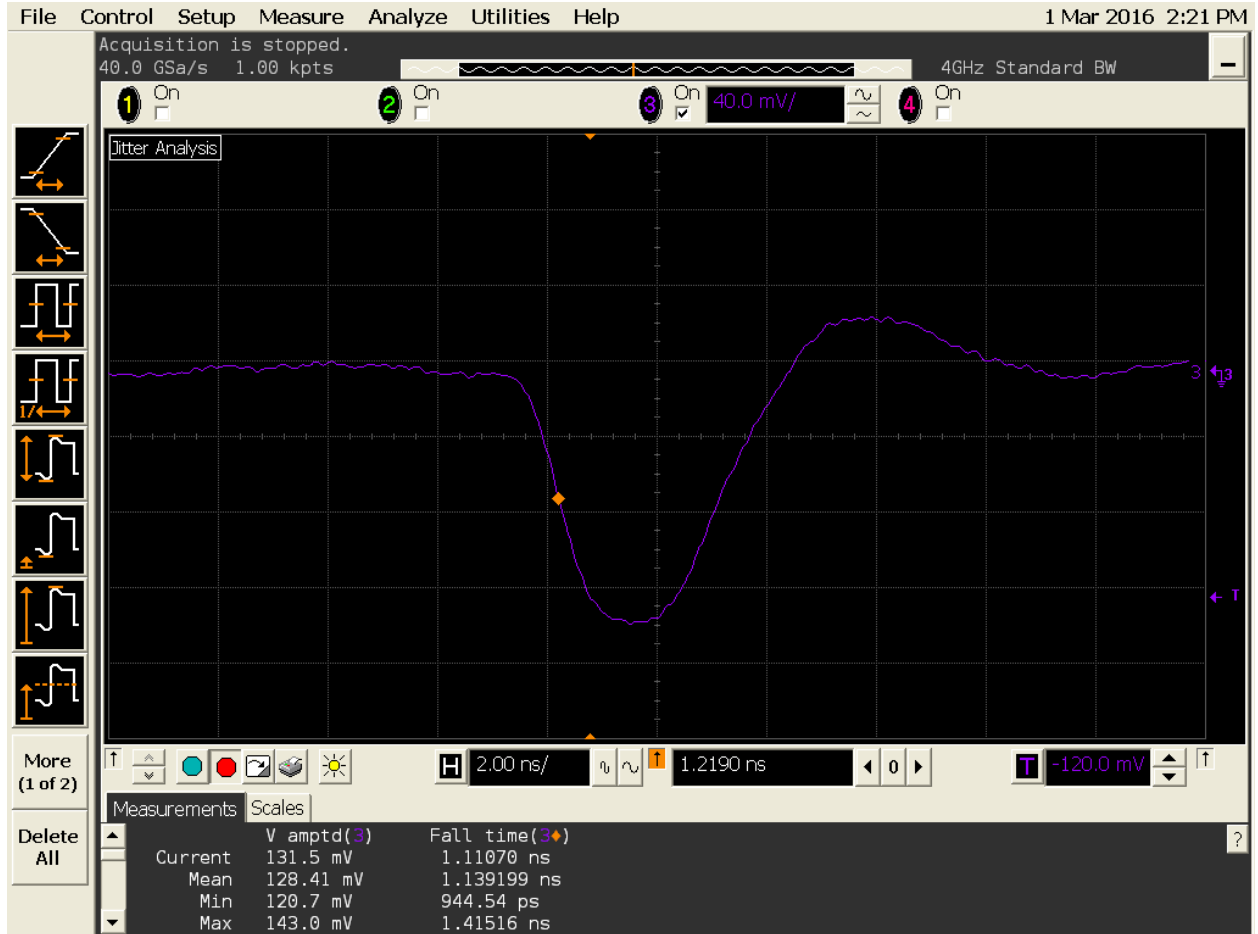 File Control Setup Measure Analyze Utilities Help 1 Mar 2016 2:21 PM
Acquisition is stopped.
40.0 GSa/s 1.00 kpts 4GHz Standard BW
1 On 2 On 3 On 40.0 mV/ 4 On
Jitter Analysis
3 3
1/
T
More
(1 of 2)
Delete
All
H 2.00 ns/ 1.2190 ns 0 T -120.0 mV
Measurements Scales
V amptd(3) Fall time(3◆) ?
Current 131.5 mV 1.11070 ns
Mean 128.41 mV 1.139199 ns
Min 120.7 mV 944.54 ps
Max 143.0 mV 1.41516 ns